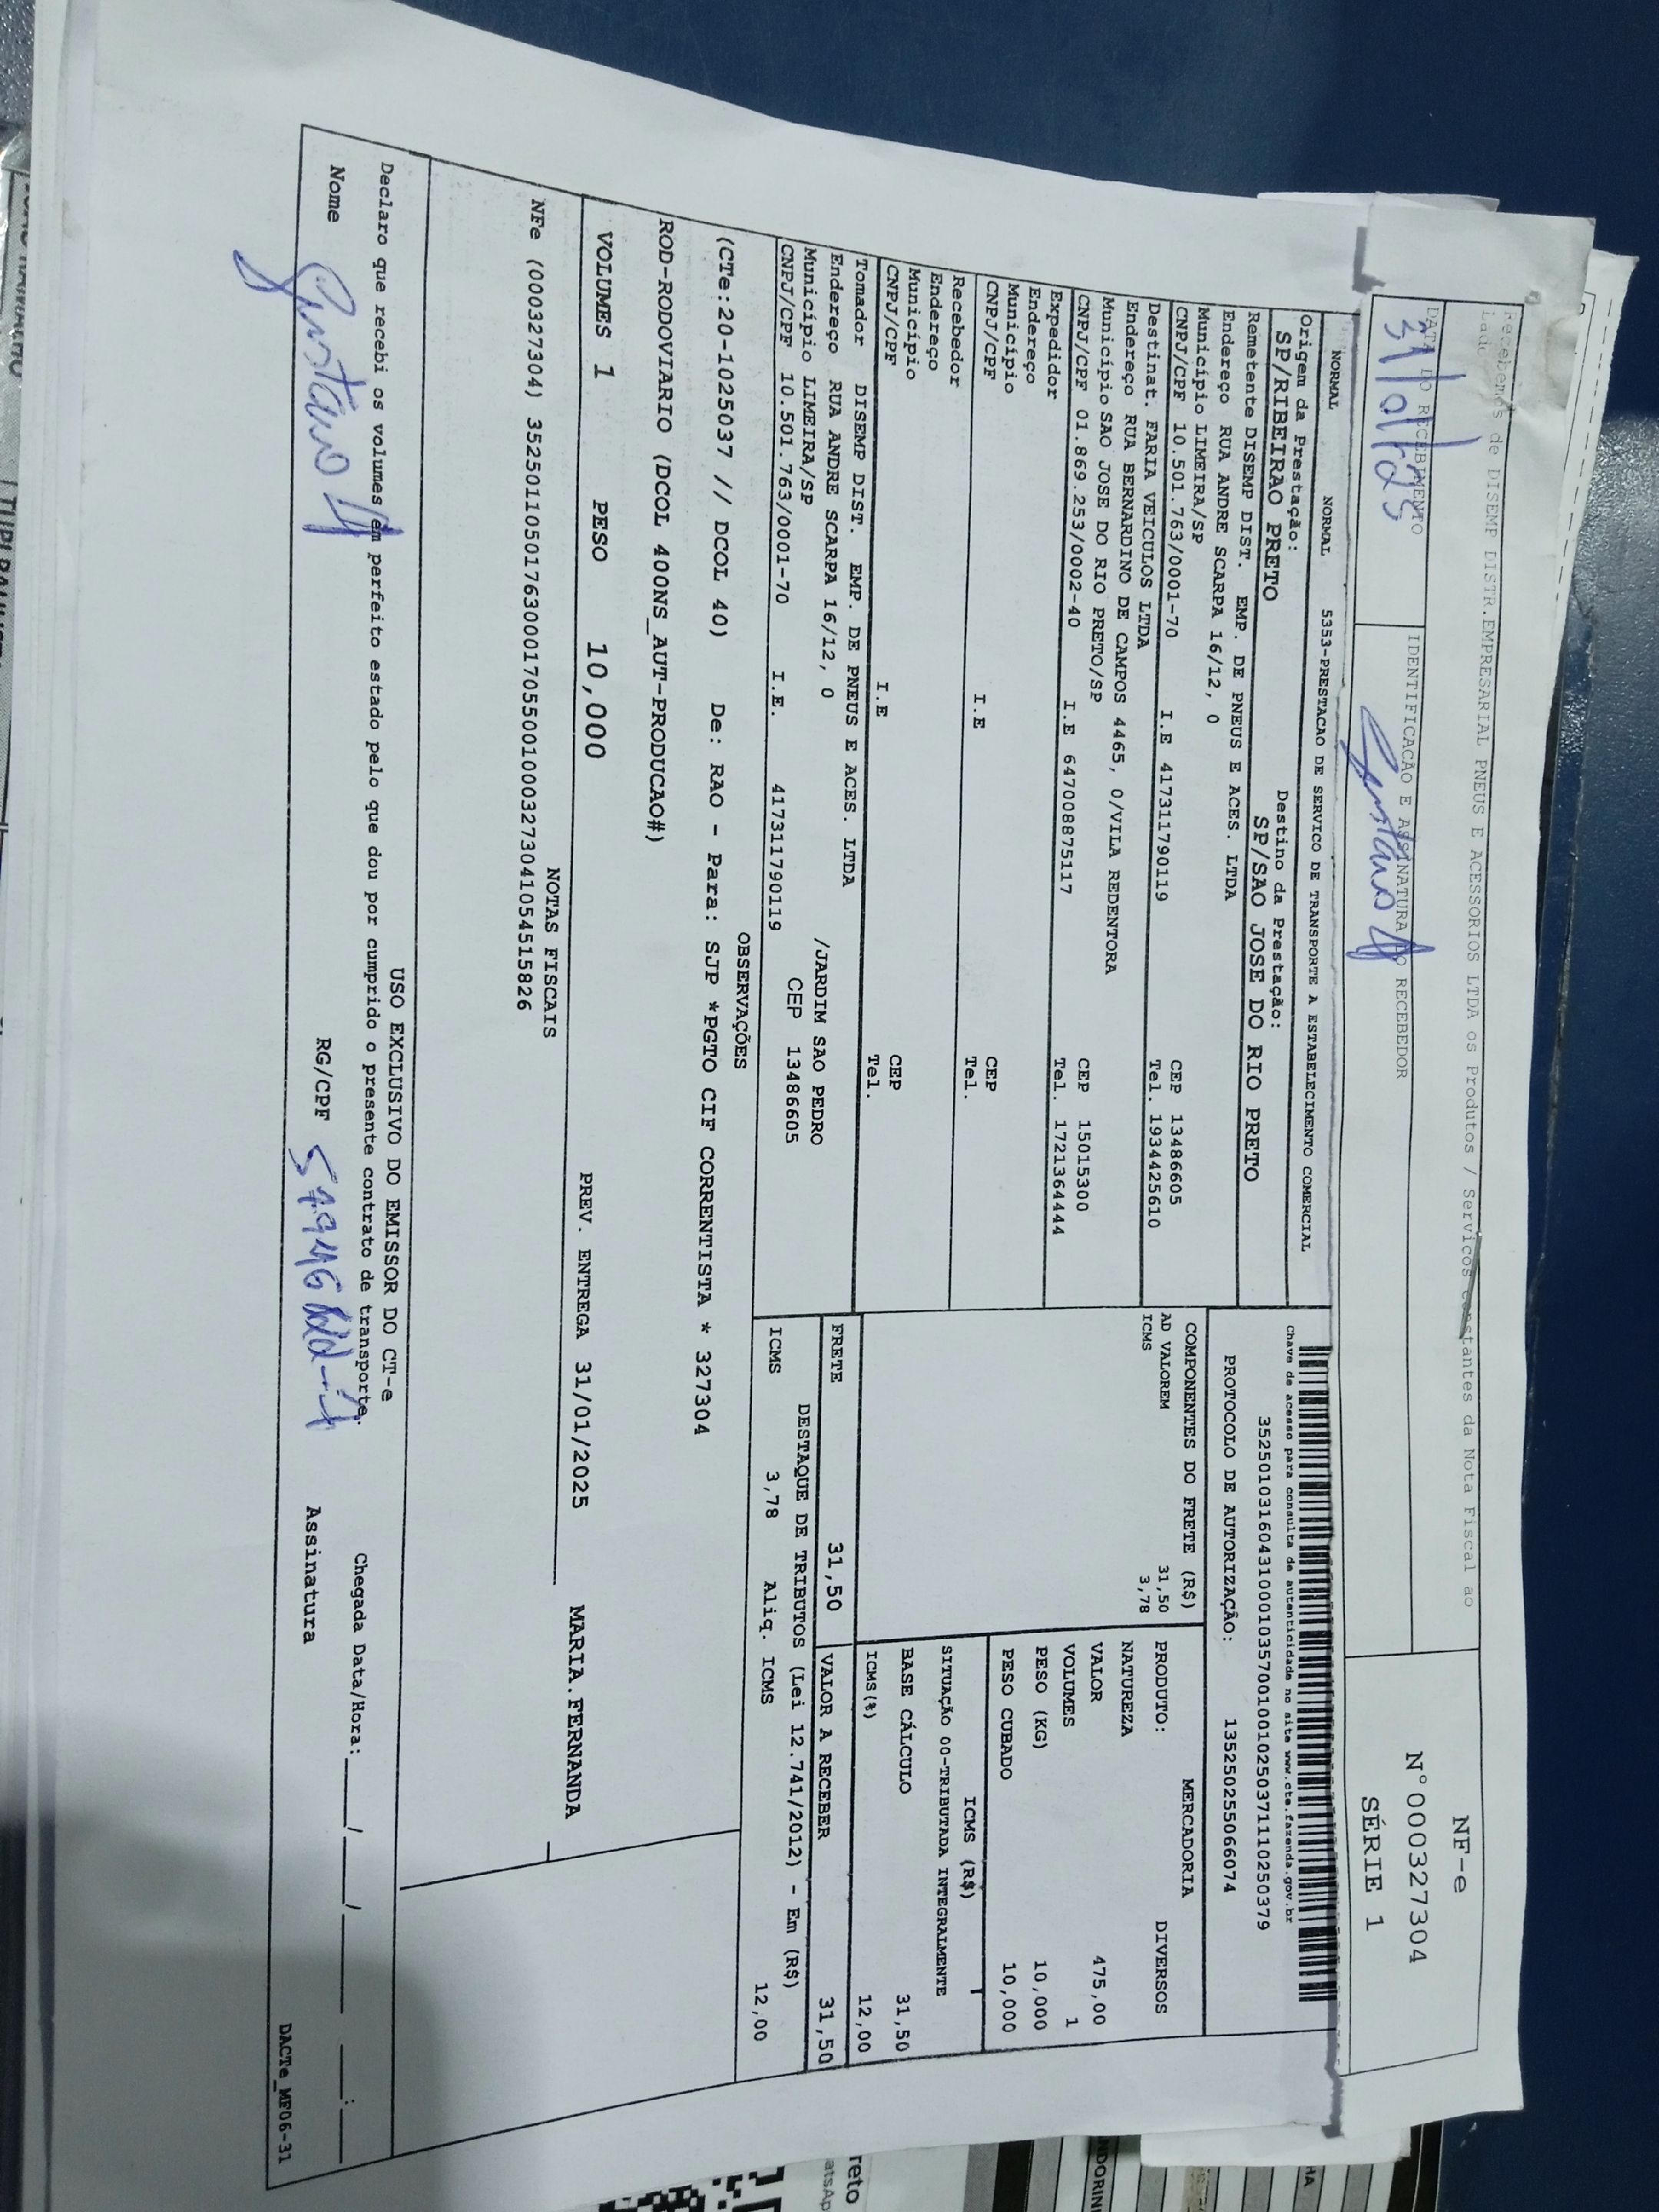 Recebemos de DISEMP DISTR.EMPRESARIAL PNEUS E ACESSORIOS LTDA os Produtos / Serviços constantes da Nota Fiscal ao
Lado
DATA DO RECEBIMENTO
IDENTIFICAÇÃO E ASSINATURA DO RECEBEDOR
31/01/25
Gustavo
NF-e
N° 000327304
SÉRIE 1
NORMAL NORMAL 5353-PRESTACAO DE SERVICO DE TRANSPORTE A ESTABELECIMENTO COMERCIAL
Origem da Prestação: Destino da Prestação:
SP/RIBEIRAO PRETO SP/SAO JOSE DO RIO PRETO
Remetente DISEMP DIST. EMP. DE PNEUS E ACES. LTDA
Endereço RUA ANDRE SCARPA 16/12, 0
Município LIMEIRA/SP CEP 13486605
CNPJ/CPF 10.501.763/0001-70 I.E 417311790119 Tel. 1934425610
Destinat. FARIA VEICULOS LTDA
Endereço RUA BERNARDINO DE CAMPOS 4465, 0/VILA REDENTORA
Município SAO JOSE DO RIO PRETO/SP CEP 15015300
CNPJ/CPF 01.869.253/0002-40 I.E 647008875117 Tel. 1721364444
Expedidor
Endereço
Município CEP
CNPJ/CPF I.E Tel.
Recebedor
Endereço
Município CEP
CNPJ/CPF I.E Tel.
Tomador DISEMP DIST. EMP. DE PNEUS E ACES. LTDA
Endereço RUA ANDRE SCARPA 16/12, 0 /JARDIM SAO PEDRO
Município LIMEIRA/SP CEP 13486605
CNPJ/CPF 10.501.763/0001-70 I.E. 417311790119
Chave de acesso para consulta de autenticidade no site www.cte.fazenda.gov.br
35250103160431000103570010010250371110250379
PROTOCOLO DE AUTORIZAÇÃO: 135250255066074
COMPONENTES DO FRETE (R$)
AD VALOREM 31,50
ICMS 3,78
MERCADORIA
PRODUTO: DIVERSOS
NATUREZA
VALOR 475,00
VOLUMES 1
PESO (KG) 10,000
PESO CUBADO 10,000
ICMS (R$)
SITUAÇÃO 00-TRIBUTADA INTEGRALMENTE
BASE CÁLCULO 31,50
ICMS(%) 12,00
FRETE 31,50 VALOR A RECEBER 31,50
DESTAQUE DE TRIBUTOS (Lei 12.741/2012) - Em (R$)
ICMS 3,78 Aliq. ICMS 12,00
OBSERVAÇÕES
(CTe:20-1025037 // DCOL 40) De: RAO - Para: SJP *PGTO CIF CORRENTISTA * 327304
ROD-RODOVIARIO (DCOL 400NS_AUT-PRODUCAO#)
VOLUMES 1 PESO 10,000 PREV. ENTREGA 31/01/2025 MARIA.FERNANDA
NOTAS FISCAIS
NFe (000327304) 35250110501763000170550010003273041054515826
USO EXCLUSIVO DO EMISSOR DO CT-e
Declaro que recebi os volumes em perfeito estado pelo que dou por cumprido o presente contrato de transporte.
Chegada Data/Hora:___/___/_____ ___:___
Nome Gustavo RG/CPF Assinatura
DACTe_MF06-31
reto
atsAp